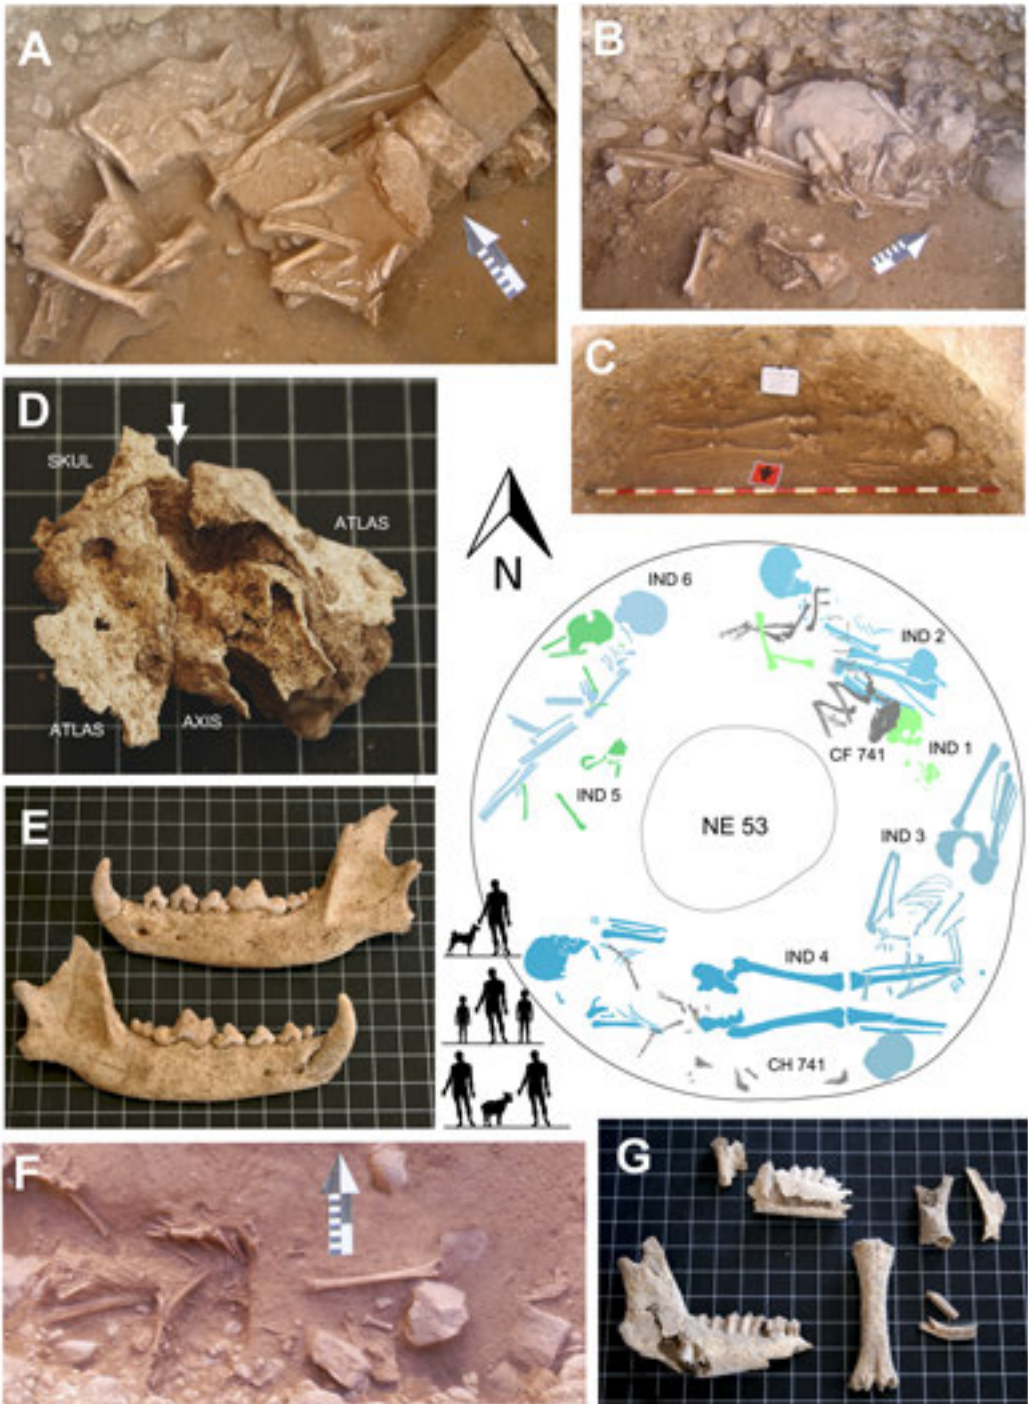 A
B
C
D
SKUL
ATLAS
ATLAS
AXIS
N
IND 6
IND 2
CF 741
IND 1
IND 5
NE 53
IND 3
IND 4
CH 741
E
F
G